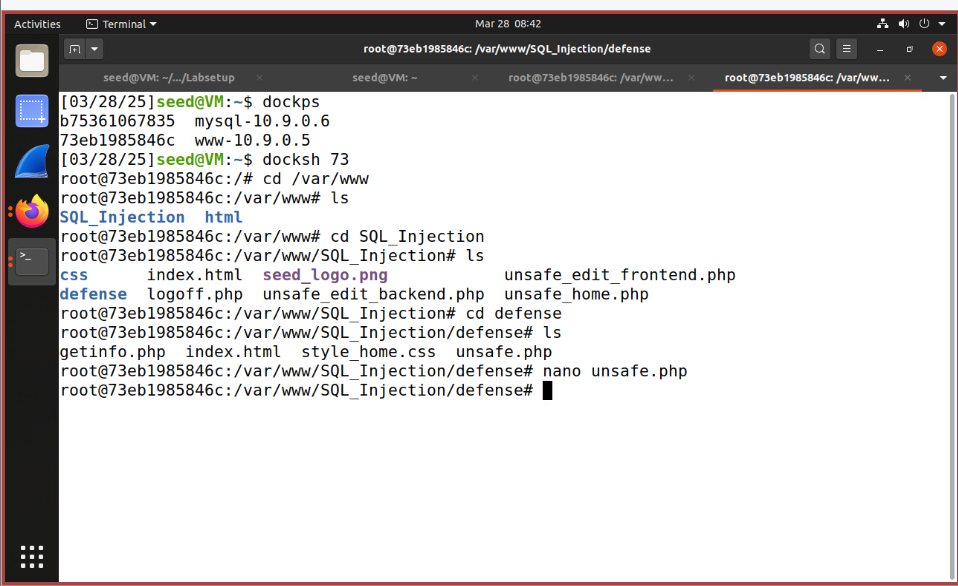 Activities Terminal Mar 28 08:42
root@73eb1985846c: /var/www/SQL_Injection/defense
seed@VM: ~/.../Labsetup seed@VM: ~ root@73eb1985846c: /var/ww... root@73eb1985846c: /var/ww...
[03/28/25]seed@VM:~$ dockps
b75361067835  mysql-10.9.0.6
73eb1985846c  www-10.9.0.5
[03/28/25]seed@VM:~$ docksh 73
root@73eb1985846c:/# cd /var/www
root@73eb1985846c:/var/www# ls
SQL_Injection  html
root@73eb1985846c:/var/www# cd SQL_Injection
root@73eb1985846c:/var/www/SQL_Injection# ls
css      index.html  seed_logo.png            unsafe_edit_frontend.php
defense  logoff.php  unsafe_edit_backend.php  unsafe_home.php
root@73eb1985846c:/var/www/SQL_Injection# cd defense
root@73eb1985846c:/var/www/SQL_Injection/defense# ls
getinfo.php  index.html  style_home.css  unsafe.php
root@73eb1985846c:/var/www/SQL_Injection/defense# nano unsafe.php
root@73eb1985846c:/var/www/SQL_Injection/defense#